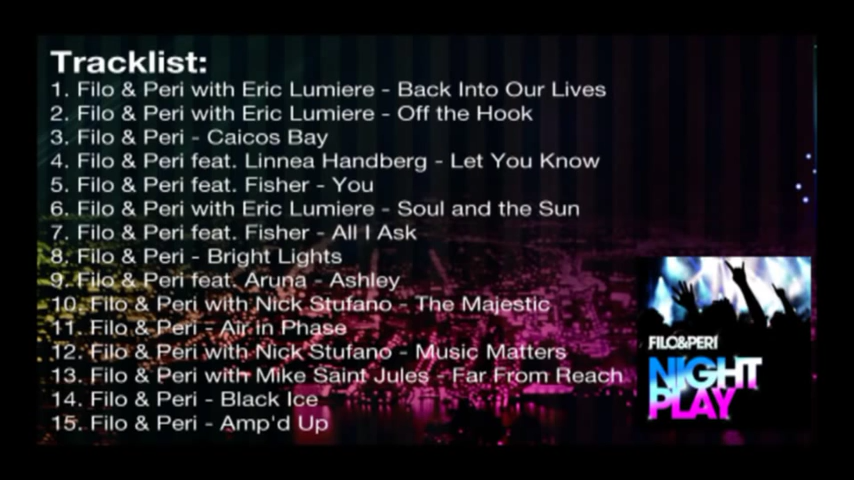 Tracklist:
1. Filo & Peri with Eric Lumiere - Back Into Our Lives
2. Filo & Peri with Eric Lumiere - Off the Hook
3. Filo & Peri - Caicos Bay
4. Filo & Peri feat. Linnea Handberg - Let You Know
5. Filo & Peri feat. Fisher - You
6. Filo & Peri with Eric Lumiere - Soul and the Sun
7. Filo & Peri feat. Fisher - All I Ask
8. Filo & Peri - Bright Lights
9. Filo & Peri feat. Aruna - Ashley
10. Filo & Peri with Nick Stufano - The Majestic
11. Filo & Peri - Air in Phase
12. Filo & Peri with Nick Stufano - Music Matters
13. Filo & Peri with Mike Saint Jules - Far From Reach
14. Filo & Peri - Black Ice
15. Filo & Peri - Amp'd Up
FILO&PERI
NIGHT
PLAY